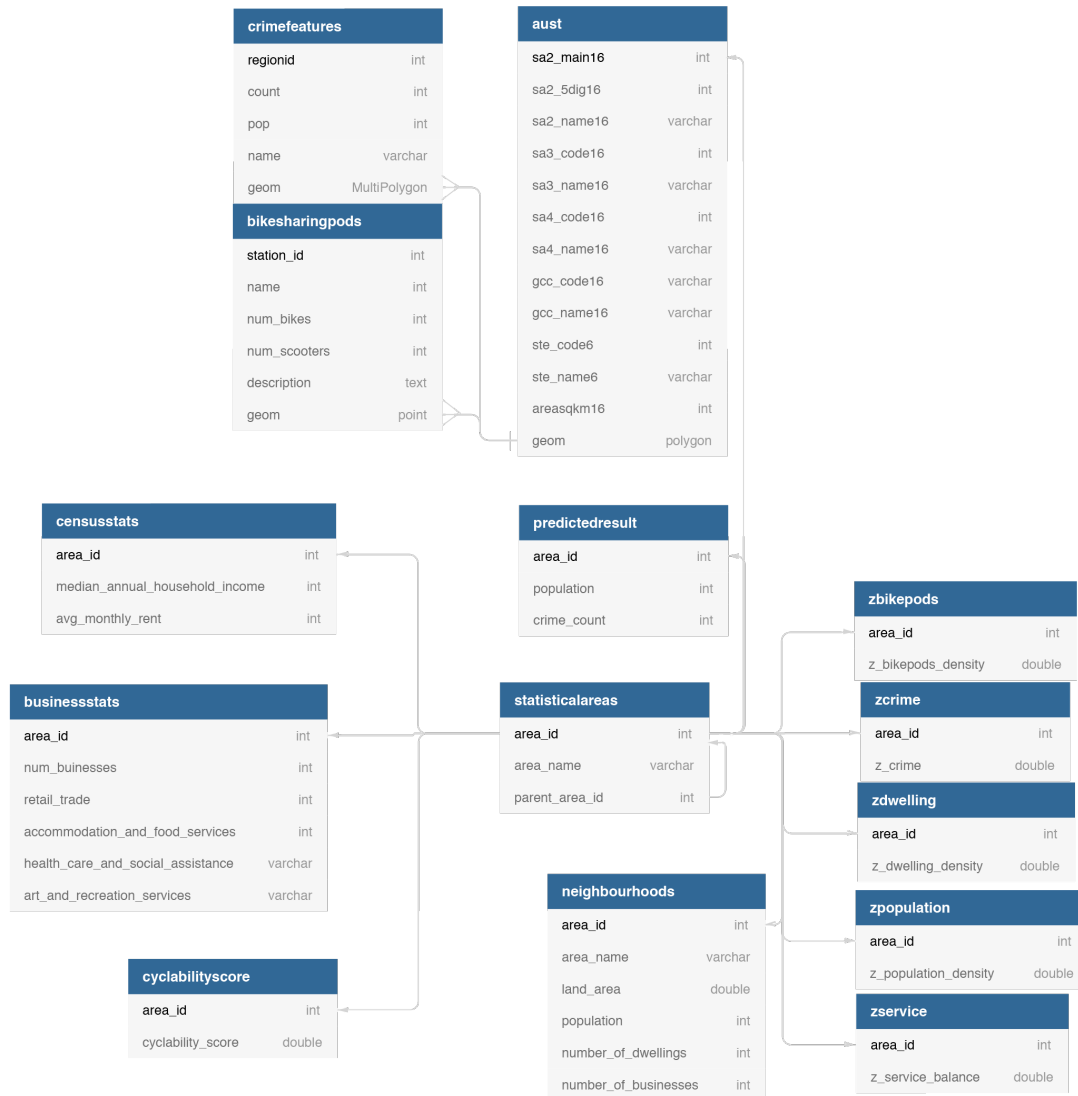 crimefeatures
regionid int
count int
pop int
name varchar
geom MultiPolygon
bikesharingpods
station_id int
name int
num_bikes int
num_scooters int
description text
geom point
aust
sa2_main16 int
sa2_5dig16 int
sa2_name16 varchar
sa3_code16 int
sa3_name16 varchar
sa4_code16 int
sa4_name16 varchar
gcc_code16 varchar
gcc_name16 varchar
ste_code6 int
ste_name6 varchar
areasqkm16 int
geom polygon
censusstats
area_id int
median_annual_household_income int
avg_monthly_rent int
predictedresult
area_id int
population int
crime_count int
businessstats
area_id int
num_buinesses int
retail_trade int
accommodation_and_food_services int
health_care_and_social_assistance varchar
art_and_recreation_services varchar
statisticalareas
area_id int
area_name varchar
parent_area_id int
cyclabilityscore
area_id int
cyclability_score double
neighbourhoods
area_id int
area_name varchar
land_area double
population int
number_of_dwellings int
number_of_businesses int
zbikepods
area_id int
z_bikepods_density double
zcrime
area_id int
z_crime double
zdwelling
area_id int
z_dwelling_density double
zpopulation
area_id int
z_population_density double
zservice
area_id int
z_service_balance double